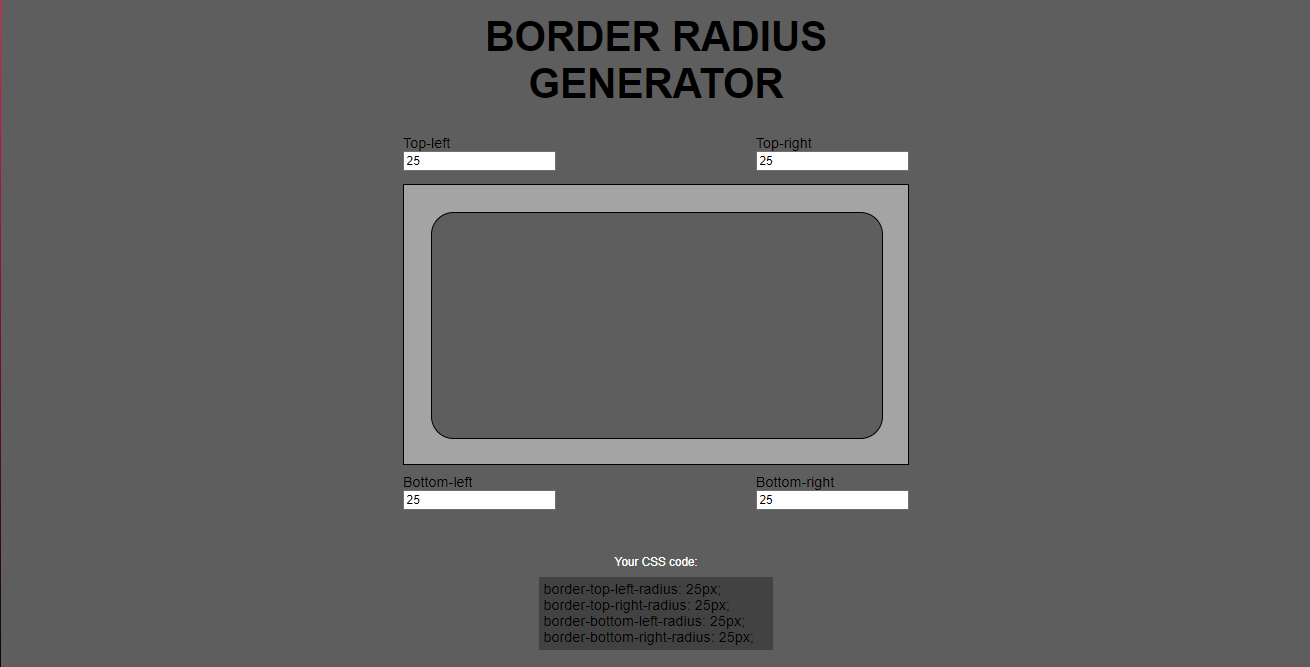 BORDER RADIUS
GENERATOR
Top-left
Top-right
25
25
Bottom-left
Bottom-right
25
25
Your CSS code:
border-top-left-radius: 25px;
border-top-right-radius: 25px;
border-bottom-left-radius: 25px;
border-bottom-right-radius: 25px;